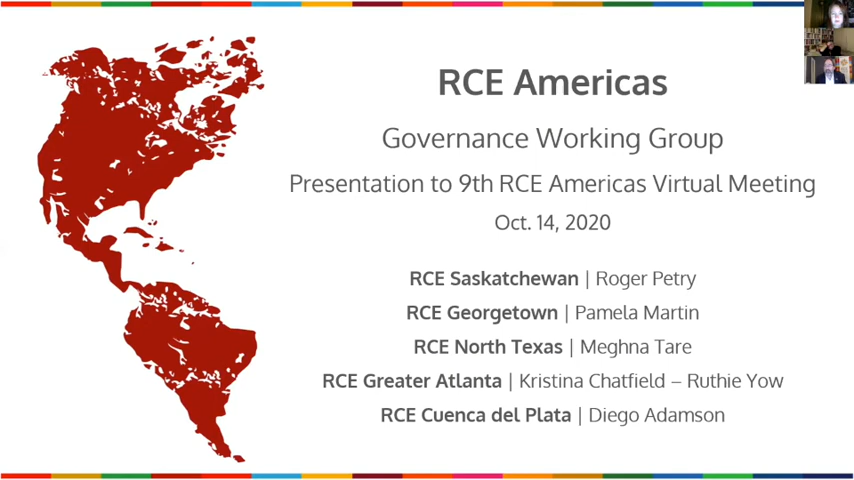 RCE Americas
Governance Working Group
Presentation to 9th RCE Americas Virtual Meeting
Oct. 14, 2020
RCE Saskatchewan | Roger Petry
RCE Georgetown | Pamela Martin
RCE North Texas | Meghna Tare
RCE Greater Atlanta | Kristina Chatfield – Ruthie Yow
RCE Cuenca del Plata | Diego Adamson